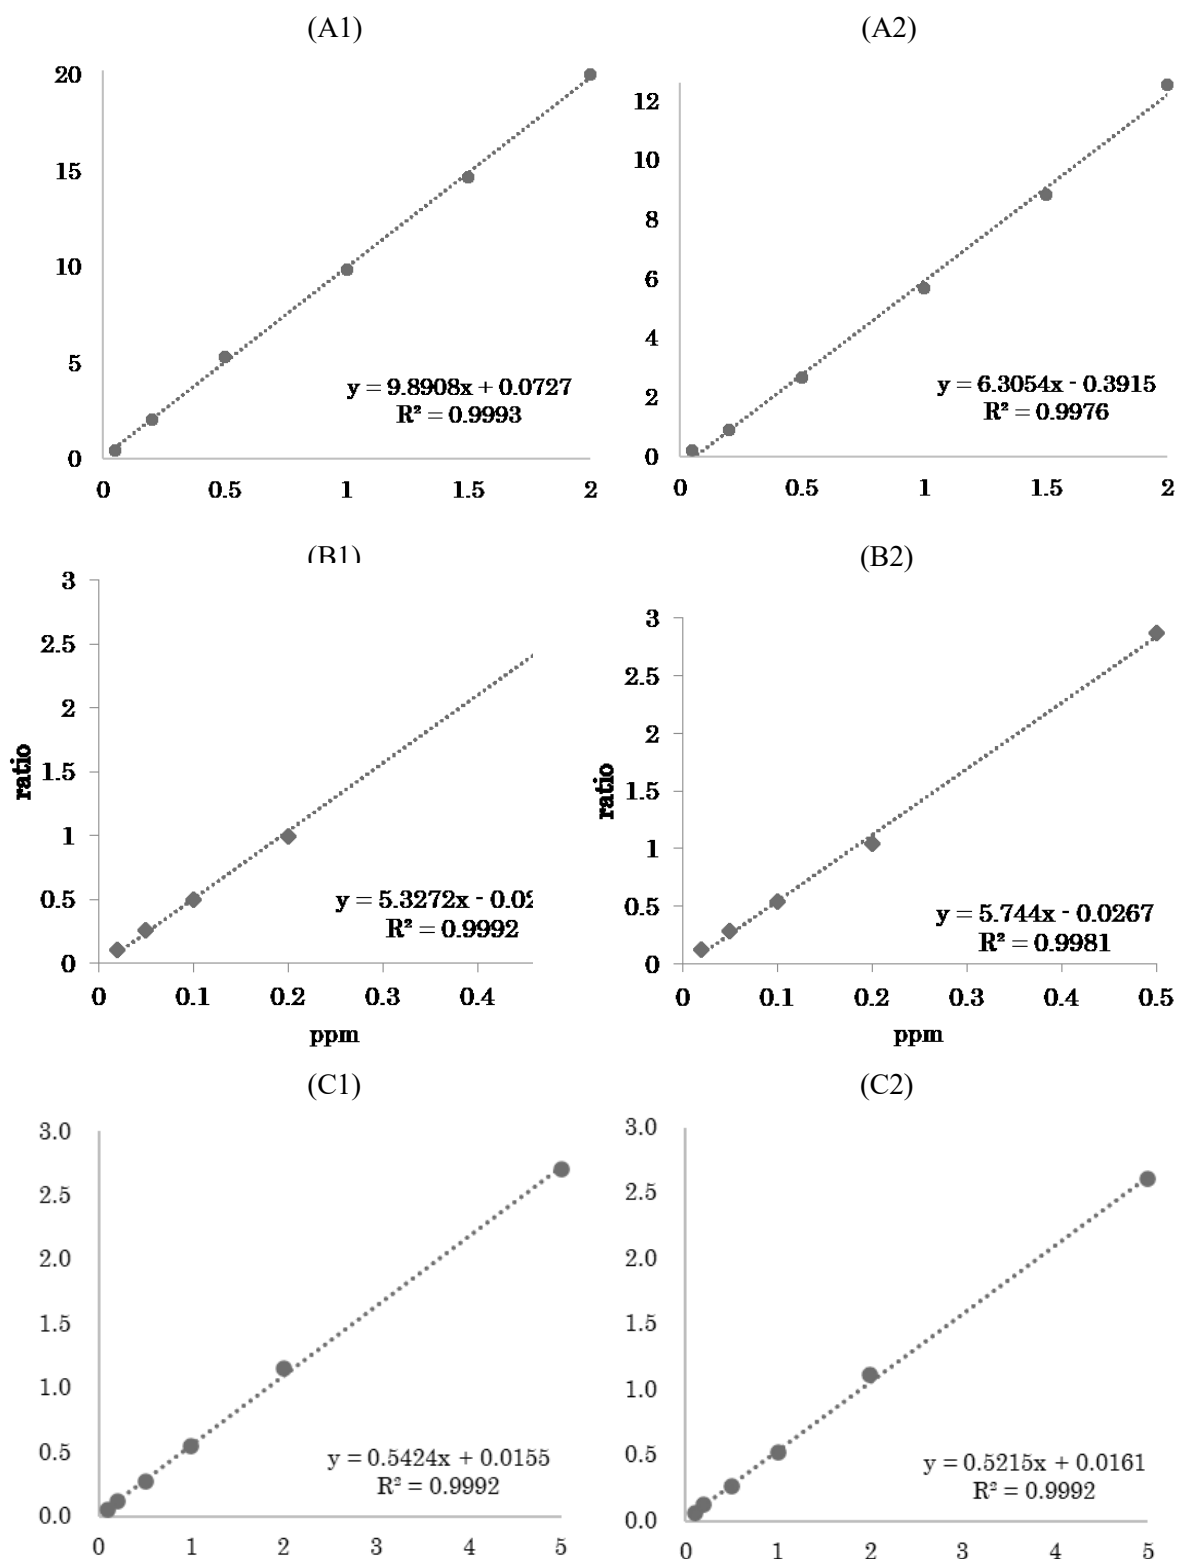 (A1)
20
15
10
5
0
y = 9.8908x + 0.0727
R² = 0.9993
0 0.5 1 1.5 2
(A2)
12
10
8
6
4
2
0
y = 6.3054x - 0.3915
R² = 0.9976
0 0.5 1 1.5 2
(B1)
3
2.5
2
1.5
1
0.5
0
ratio
y = 5.3272x - 0.02
R² = 0.9992
0 0.1 0.2 0.3 0.4
ppm
(B2)
3
2.5
2
1.5
1
0.5
0
ratio
y = 5.744x - 0.0267
R² = 0.9981
0 0.1 0.2 0.3 0.4 0.5
ppm
(C1)
3.0
2.5
2.0
1.5
1.0
0.5
0.0
y = 0.5424x + 0.0155
R² = 0.9992
0 1 2 3 4 5
(C2)
3.0
2.5
2.0
1.5
1.0
0.5
0.0
y = 0.5215x + 0.0161
R² = 0.9992
0 1 2 3 4 5